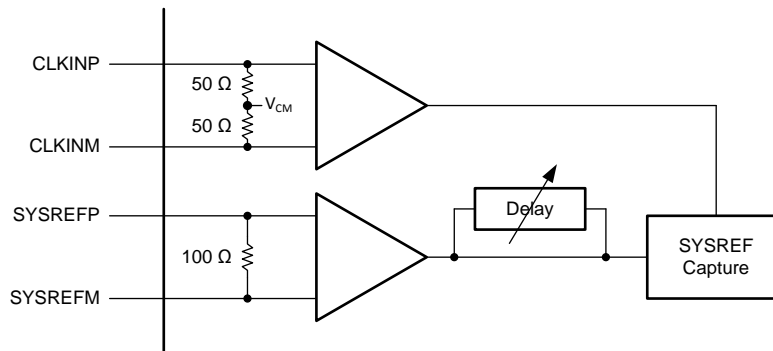 CLKINP
50 Ω
V_CM
50 Ω
CLKINM
SYSREFP
Delay
100 Ω
SYSREF
Capture
SYSREFM